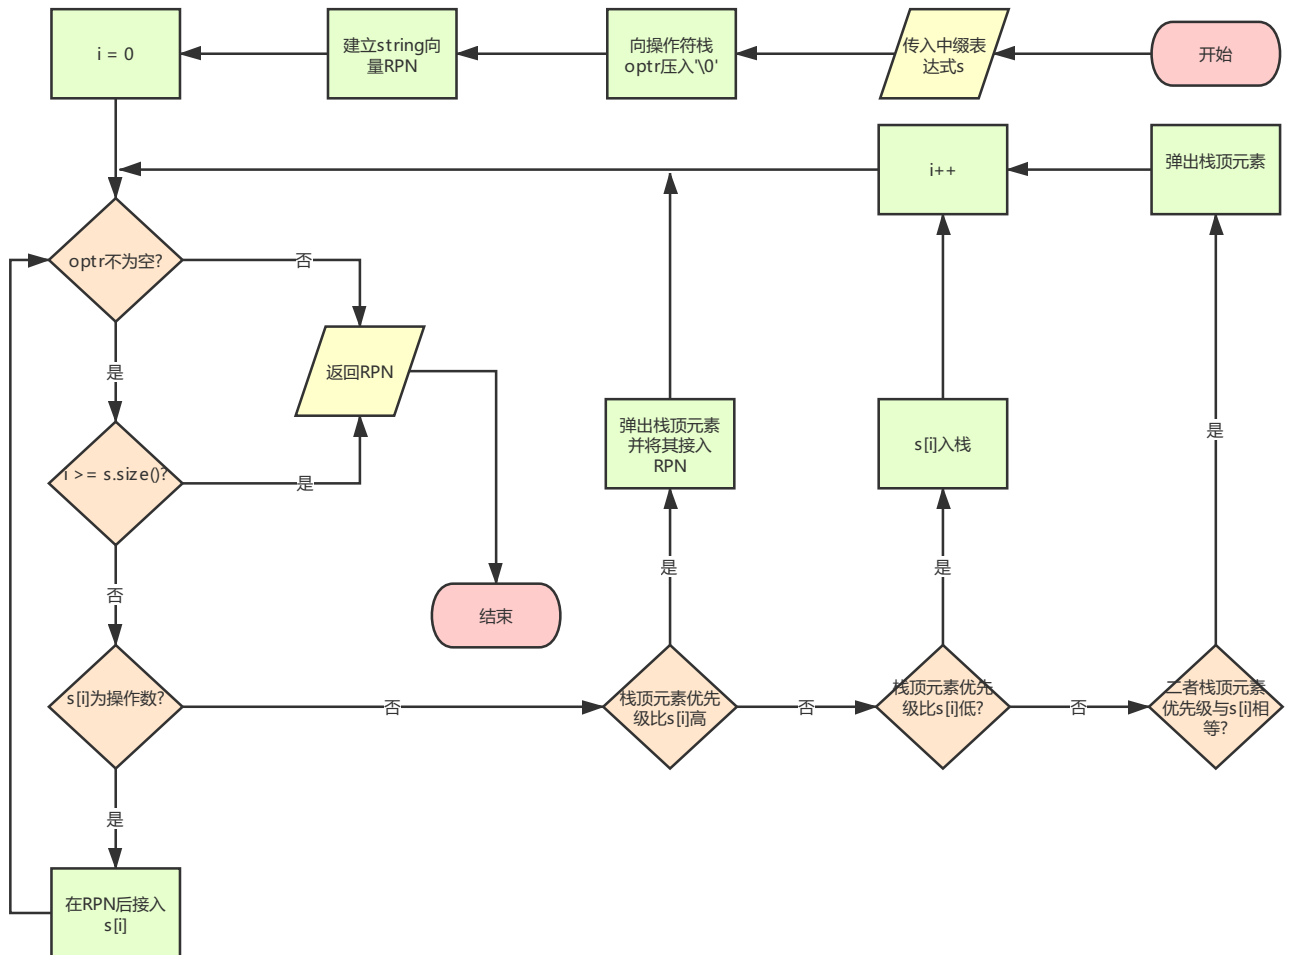 开始
传入中缀表
达式s
向操作符栈
optr压入'\0'
建立string向
量RPN
i = 0
弹出栈顶元素
i++
optr不为空?
否
返回RPN
是
i >= s.size()?
是
否
结束
弹出栈顶元素
并将其接入
RPN
s[i]入栈
是
是
是
s[i]为操作数?
否
栈顶元素优先
级比s[i]高
否
栈顶元素优先
级比s[i]低?
否
二者栈顶元素
优先级与s[i]相
等?
是
在RPN后接入
s[i]